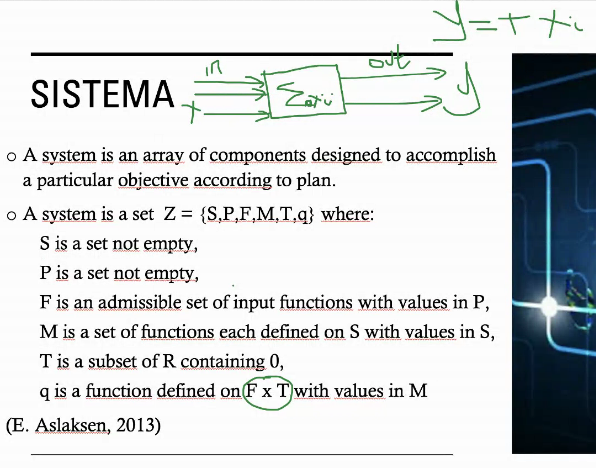 y = + +i
in
out
SISTEMA
x
Σ
y
○ A system is an array of components designed to accomplish
a particular objective according to plan.
○ A system is a set Z = {S,P,F,M,T,q} where:
S is a set not empty,
P is a set not empty,
F is an admissible set of input functions with values in P,
M is a set of functions each defined on S with values in S,
T is a subset of R containing 0,
q is a function defined on F x T with values in M
(E. Aslaksen, 2013)